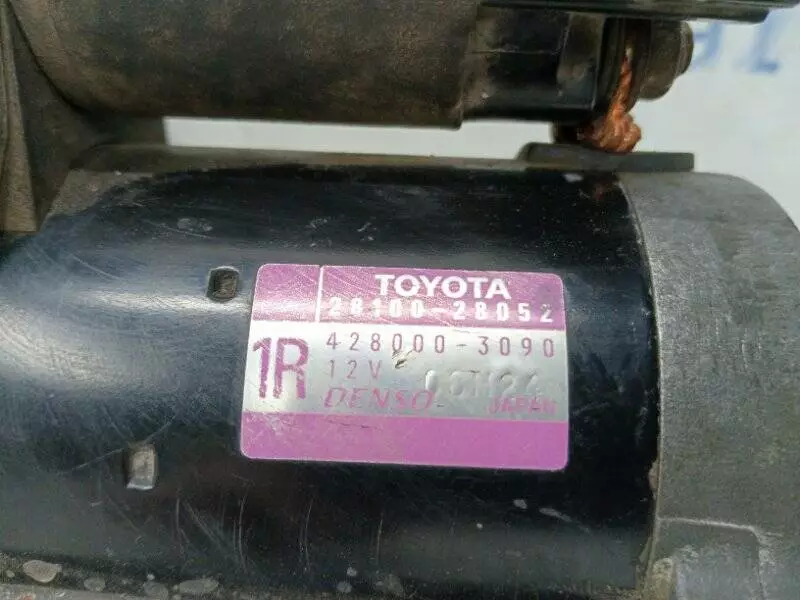 TOYOTA
28100-28052
1R
428000-3090
12V
DENSO JAPAN